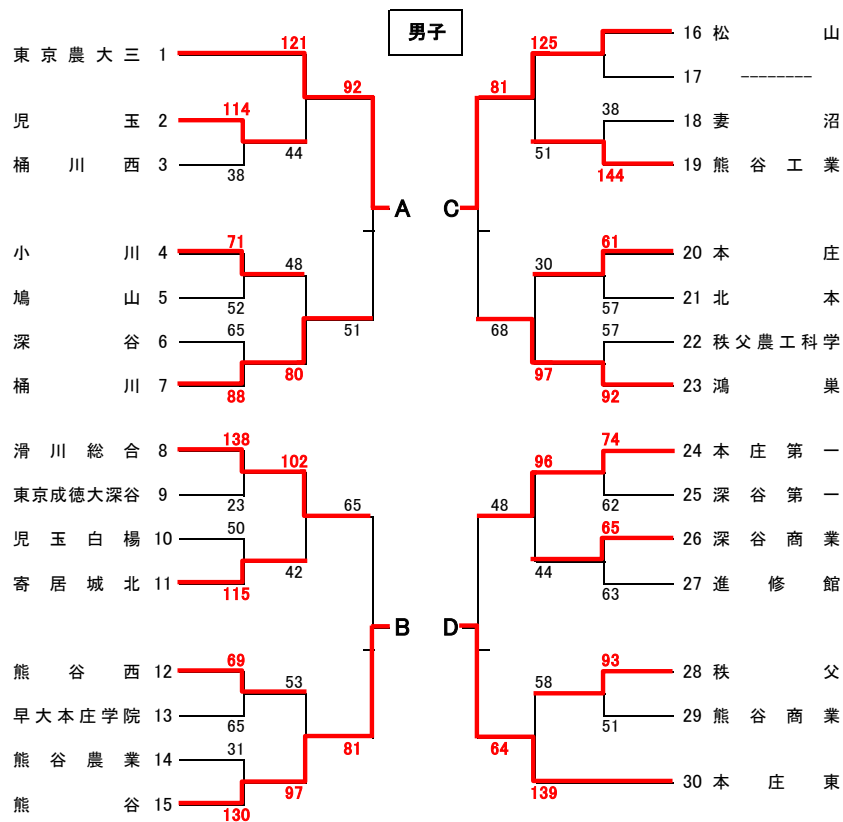 男子
東京農大三 1
児玉 2
桶川西 3
小川 4
鳩山 5
深谷 6
桶川 7
滑川総合 8
東京成徳大深谷 9
児玉白楊 10
寄居城北 11
熊谷西 12
早大本庄学院 13
熊谷農業 14
熊谷 15
121
114
38
44
92
71
52
48
65
88
80
51
A
138
23
102
50
115
42
65
69
65
53
31
130
97
81
B
C
81
125
38
144
51
30
61
57
57
92
97
68
D
48
96
74
62
65
63
44
58
93
51
139
64
16 松山
17 --------
18 妻沼
19 熊谷工業
20 本庄
21 北本
22 秩父農工科学
23 鴻巣
24 本庄第一
25 深谷第一
26 深谷商業
27 進修館
28 秩父
29 熊谷商業
30 本庄東